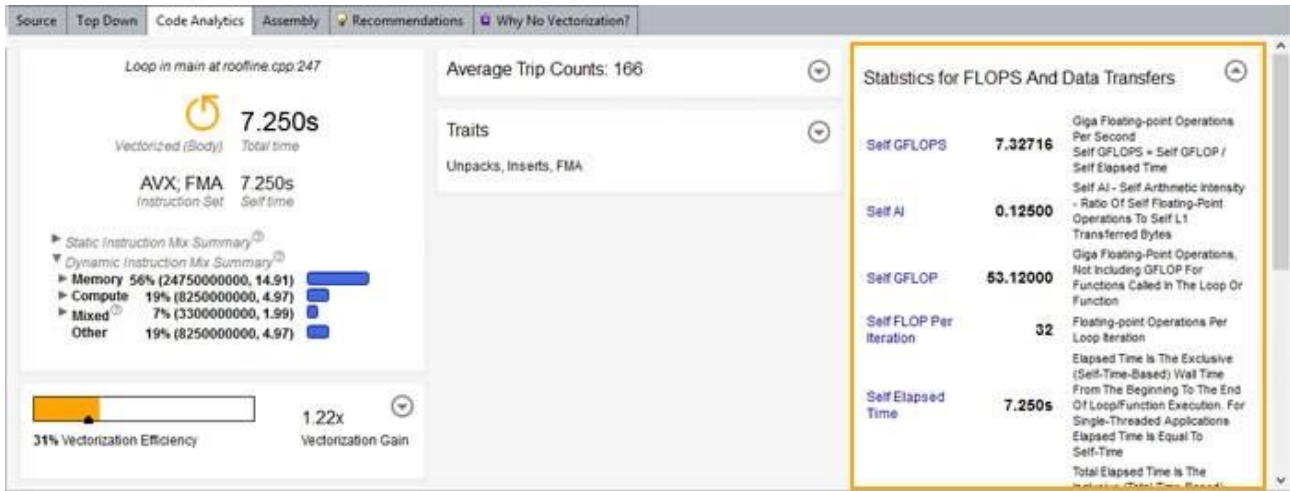 Source Top Down Code Analytics Assembly Recommendations Why No Vectorization?
Loop in main at roofline.cpp:247
7.250s
Vectorized (Body) Total time
AVX; FMA 7.250s
Instruction Set Self time
Static Instruction Mix Summary
Dynamic Instruction Mix Summary
Memory 56% (24750000000, 14.91)
Compute 19% (8250000000, 4.97)
Mixed 7% (3300000000, 1.99)
Other 19% (8250000000, 4.97)
1.22x
31% Vectorization Efficiency Vectorization Gain
Average Trip Counts: 166
Traits
Unpacks, Inserts, FMA
Statistics for FLOPS And Data Transfers
Self GFLOPS 7.32716
Giga Floating-point Operations
Per Second
Self GFLOPS = Self GFLOP /
Self Elapsed Time
Self AI 0.12500
Self AI - Self Arithmetic Intensity
- Ratio Of Self Floating-Point
Operations To Self L1
Transferred Bytes
Self GFLOP 53.12000
Giga Floating-Point Operations,
Not Including GFLOP For
Functions Called In The Loop Or
Function
Self FLOP Per
Iteration
32
Floating-point Operations Per
Loop Iteration
Self Elapsed
Time
7.250s
Elapsed Time Is The Exclusive
(Self-Time-Based) Wall Time
From The Beginning To The End
Of Loop/Function Execution. For
Single-Threaded Applications
Elapsed Time Is Equal To
Self-Time
Total Elapsed Time Is The